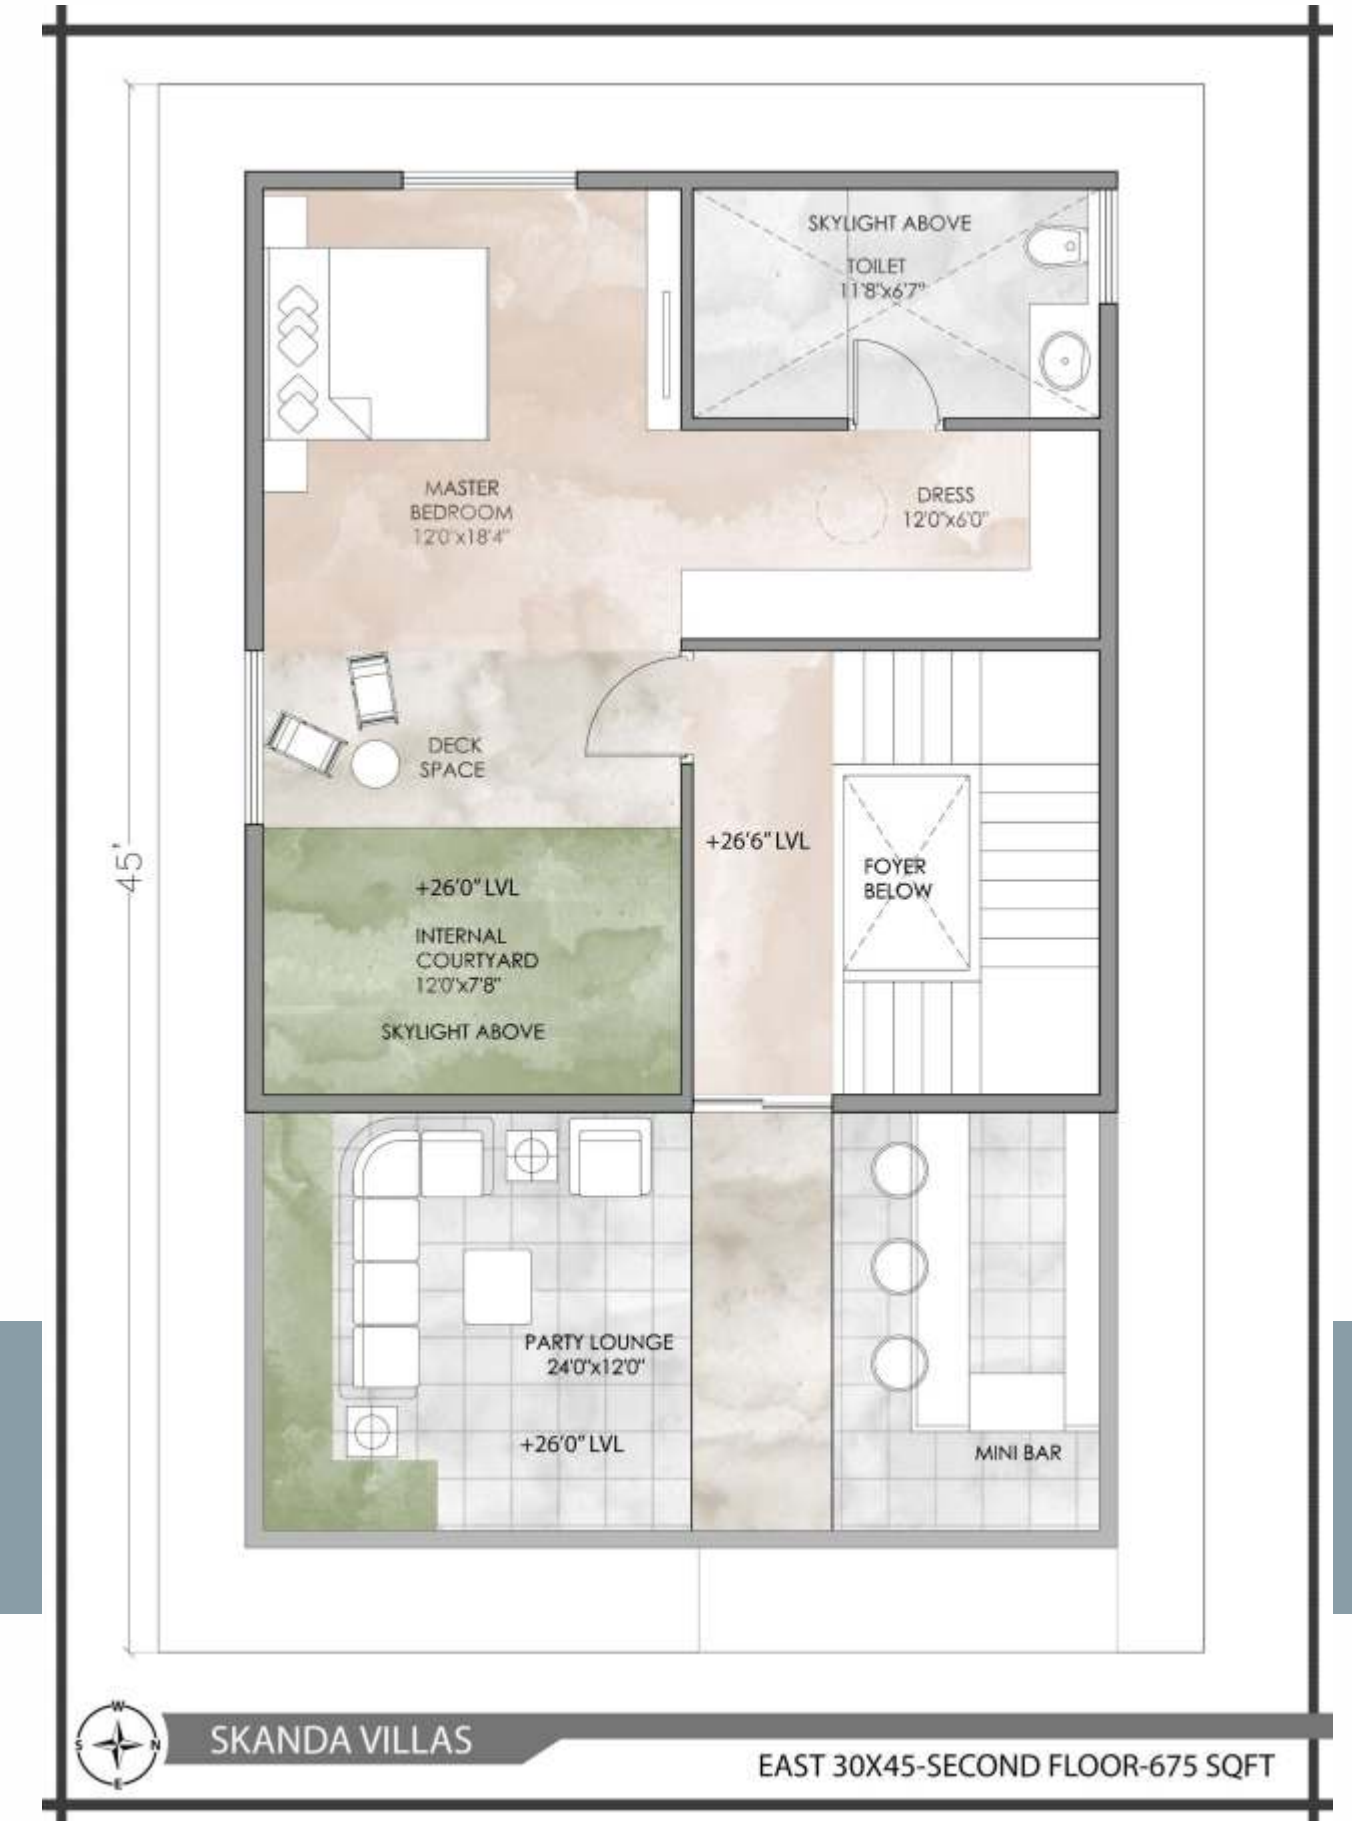 SKYLIGHT ABOVE
TOILET
11'8"x6'7"
MASTER
BEDROOM
12'0"x18'4"
DRESS
12'0"x6'0"
DECK
SPACE
+26'6" LVL
FOYER
BELOW
45'
+26'0" LVL
INTERNAL
COURTYARD
12'0"x7'8"
SKYLIGHT ABOVE
PARTY LOUNGE
24'0"x12'0"
+26'0" LVL
MINI BAR
W
S
N
E
SKANDA VILLAS
EAST 30X45-SECOND FLOOR-675 SQFT